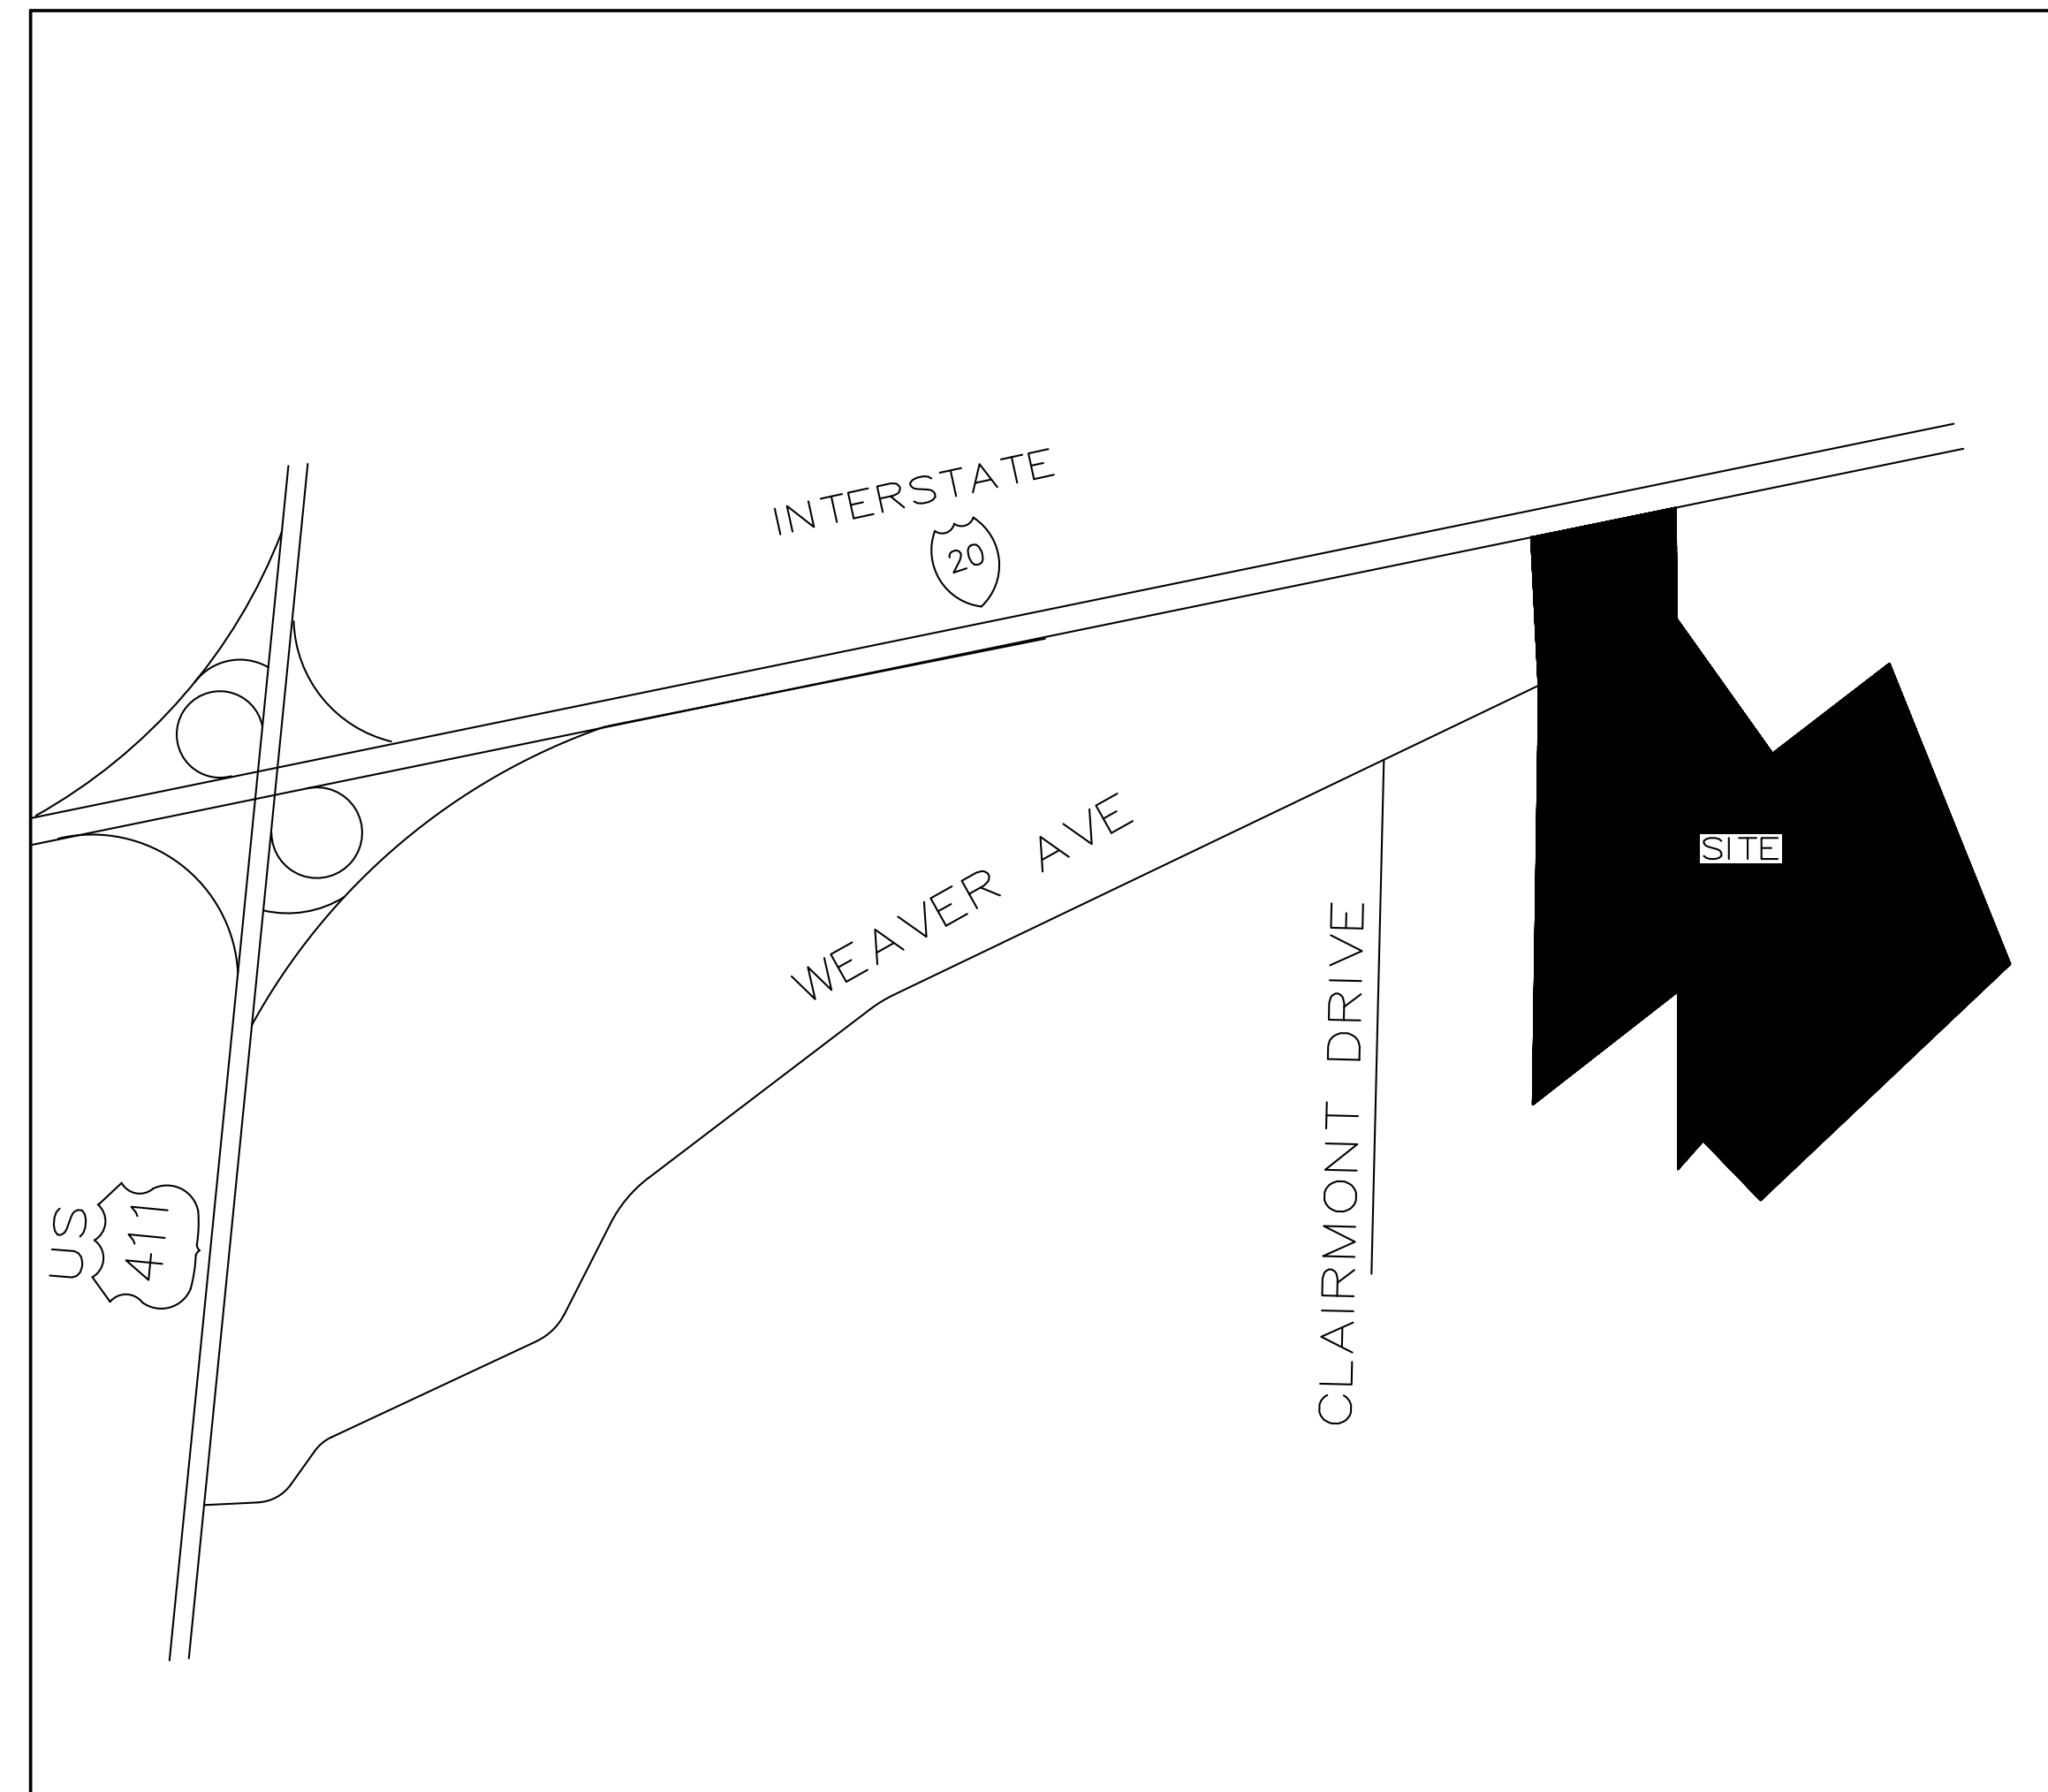 INTERSTATE
20
WEAVER AVE
SITE
CLAIRMONT DRIVE
US
411